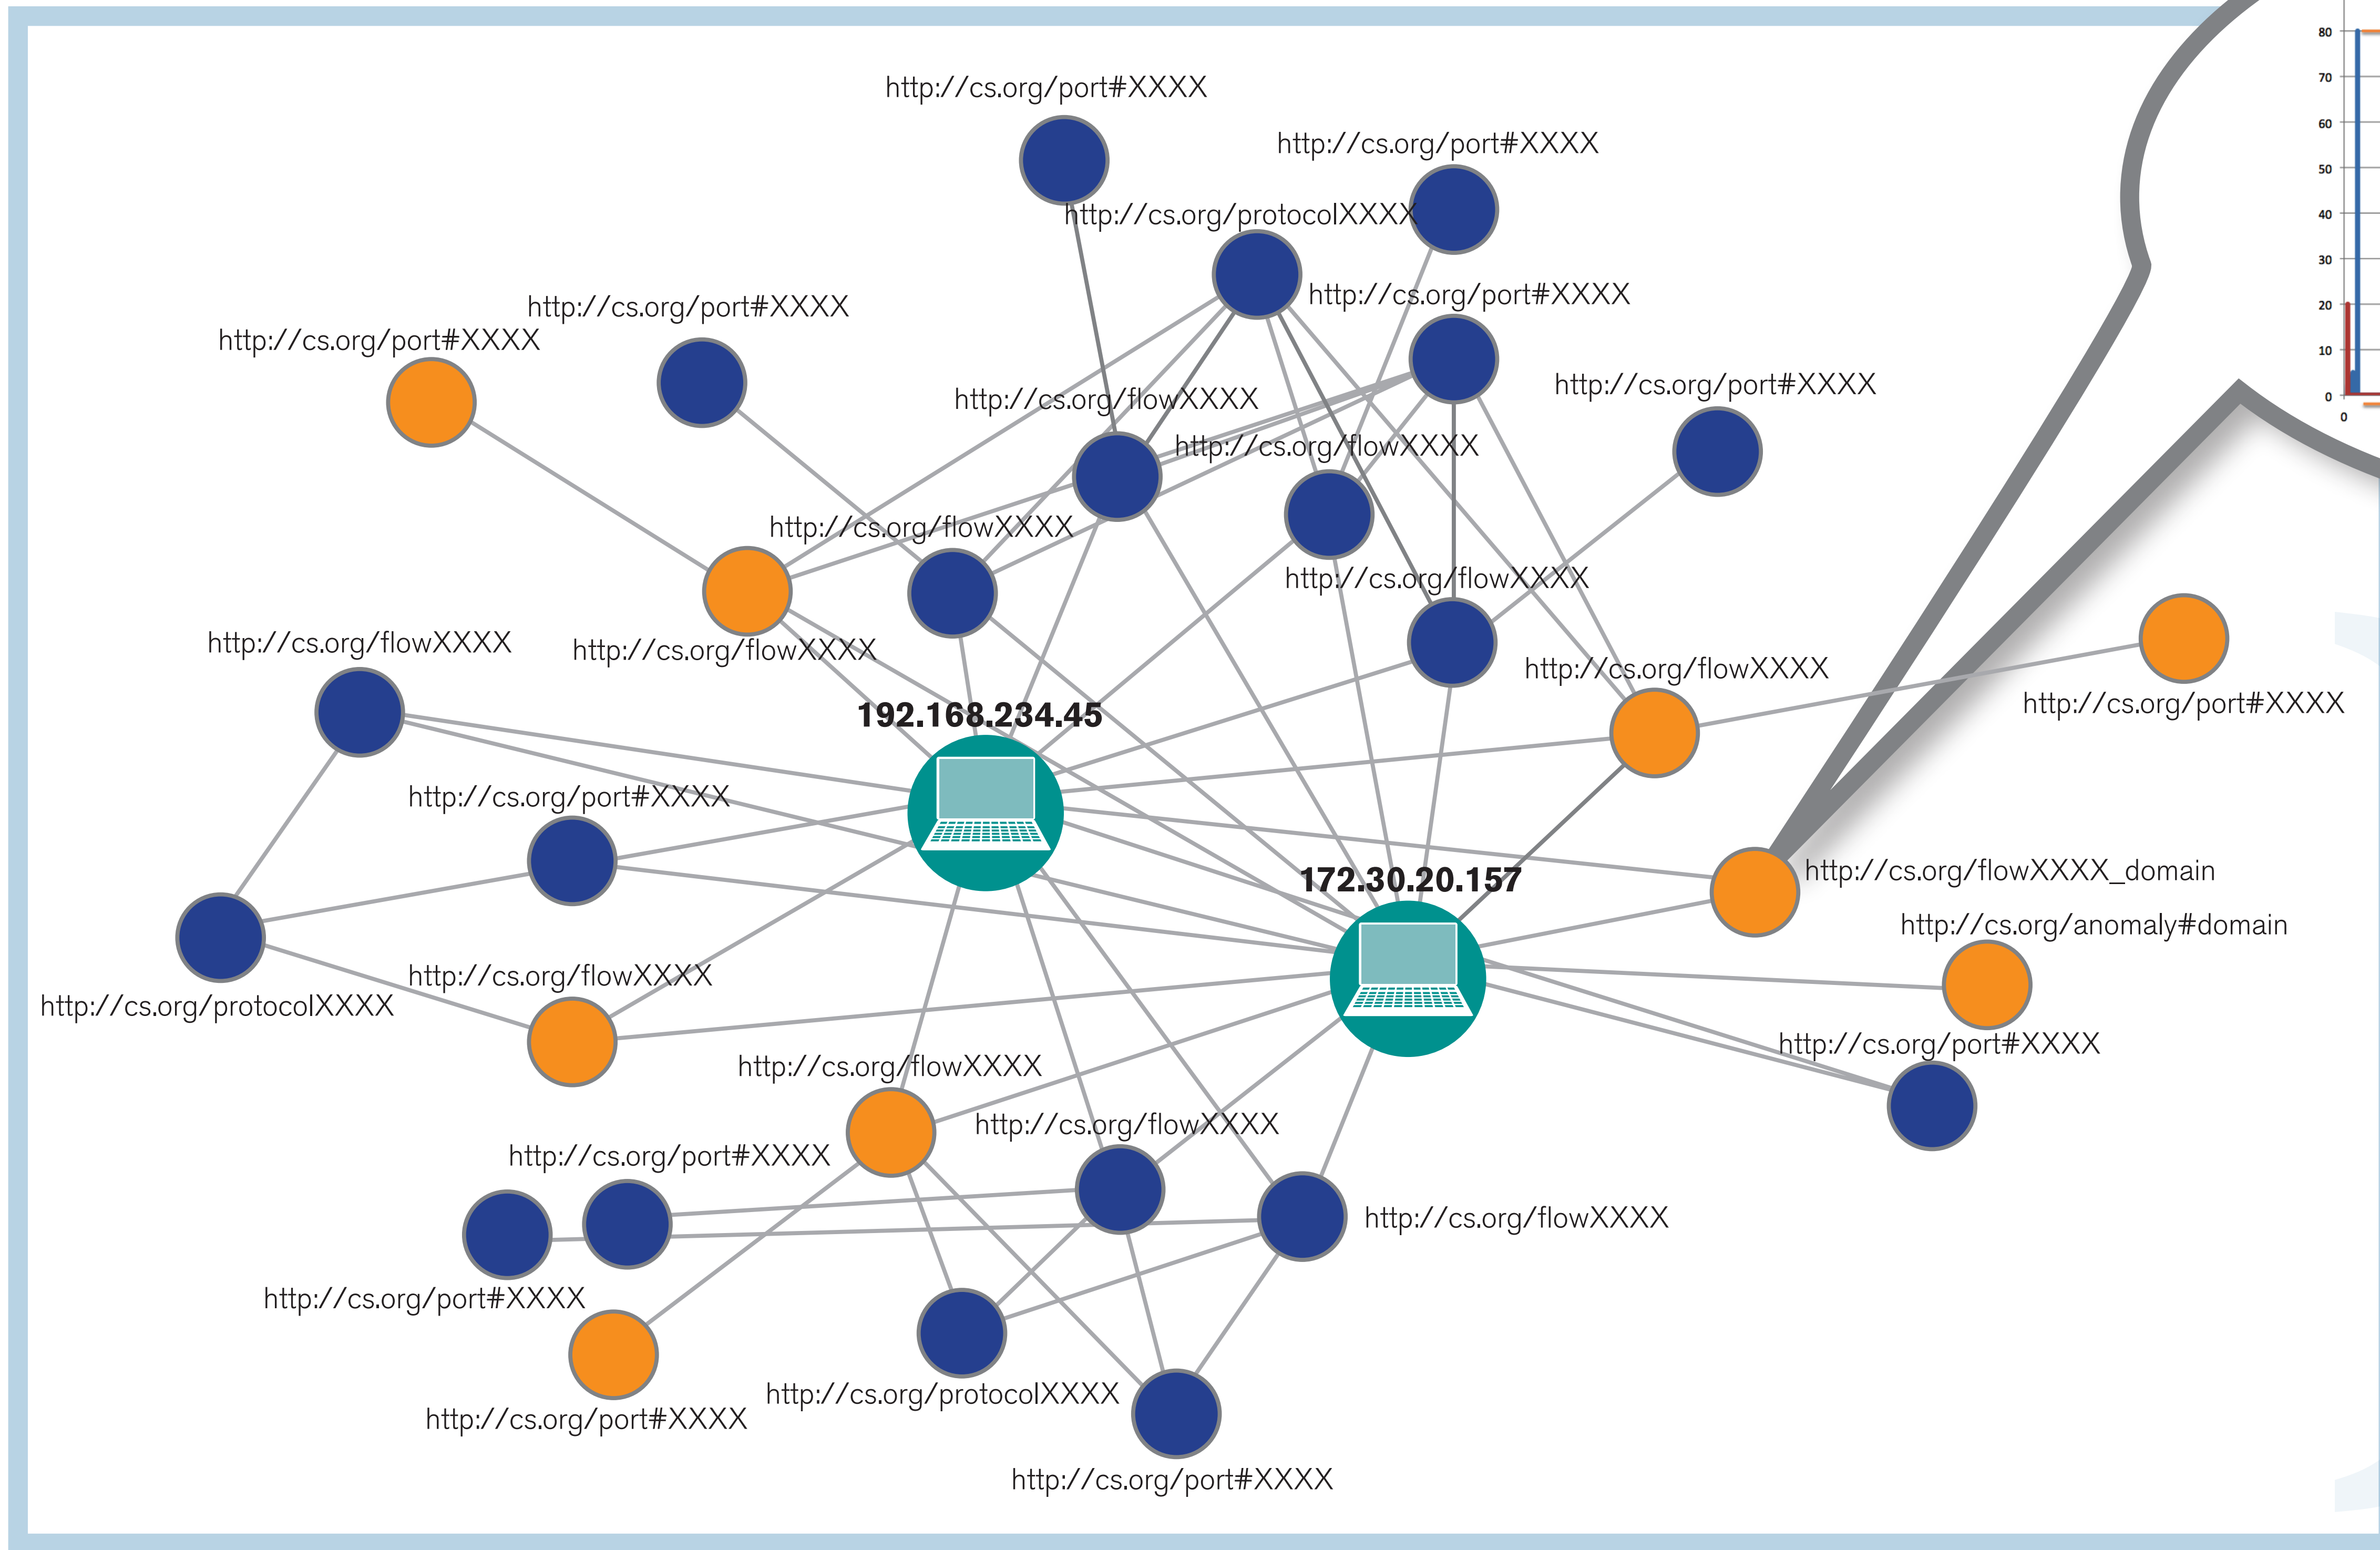 80
http://cs.org/port#XXXX
70
60
http://cs.org/port#XXXX
50
http://cs.org/protocolXXXX
40
30
http://cs.org/port#XXXX
http://cs.org/port#XXXX
20
http://cs.org/port#XXXX
10
http://cs.org/port#XXXX
http://cs.org/flowXXXX
0
0
http://cs.org/flowXXXX
http://cs.org/flowXXXX
http://cs.org/flowXXXX
http://cs.org/flowXXXX
http://cs.org/flowXXXX
http://cs.org/flowXXXX
http://cs.org/port#XXXX
192.168.234.45
http://cs.org/port#XXXX
http://cs.org/flowXXXX_domain
172.30.20.157
http://cs.org/anomaly#domain
http://cs.org/flowXXXX
http://cs.org/protocolXXXX
http://cs.org/port#XXXX
http://cs.org/flowXXXX
http://cs.org/flowXXXX
http://cs.org/port#XXXX
http://cs.org/flowXXXX
http://cs.org/port#XXXX
http://cs.org/protocolXXXX
http://cs.org/port#XXXX
http://cs.org/port#XXXX